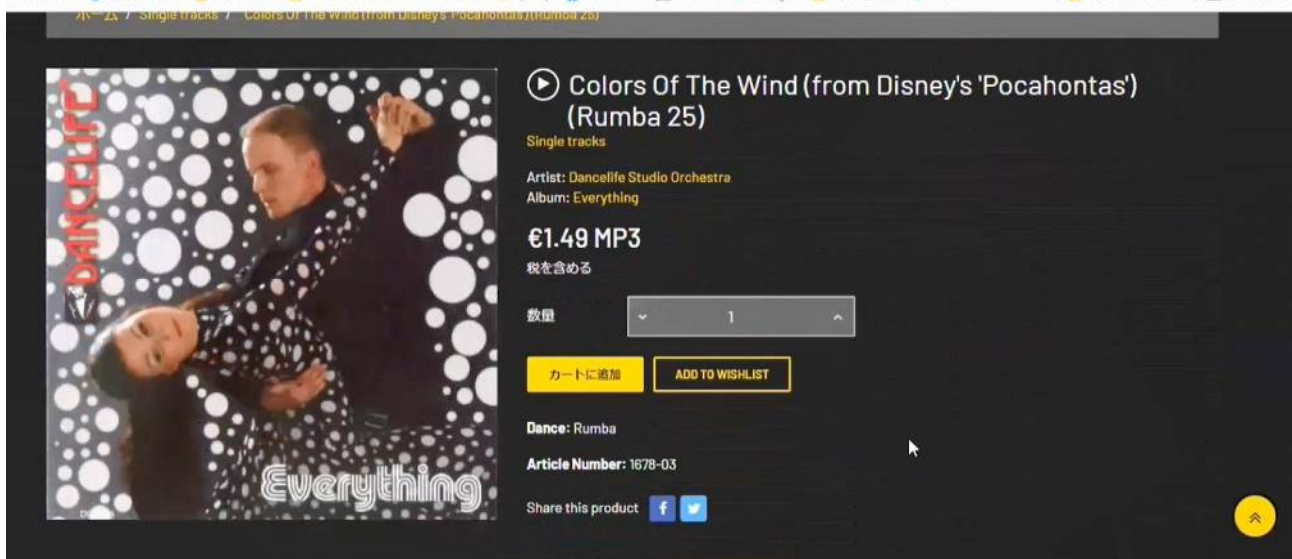 ホーム / Single tracks / Colors Of The Wind (from Disney's 'Pocahontas') (Rumba 25)
DANCELIFE
Everything
Colors Of The Wind (from Disney's 'Pocahontas')
(Rumba 25)
Single tracks
Artist: Dancelife Studio Orchestra
Album: Everything
€1.49 MP3
税を含める
数量
1
カートに追加
ADD TO WISHLIST
Dance: Rumba
Article Number: 1678-03
Share this product